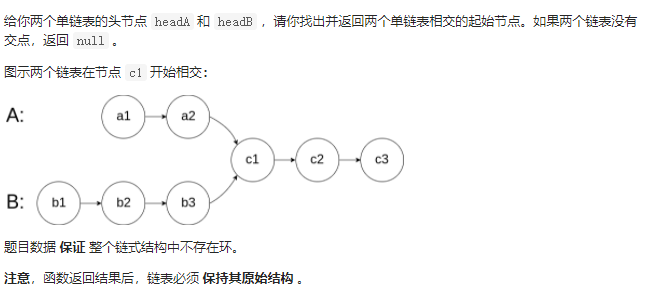 给你两个单链表的头节点 headA 和 headB ，请你找出并返回两个单链表相交的起始节点。如果两个链表没有
交点，返回 null 。
图示两个链表在节点 c1 开始相交：
A: a1 a2
c1 c2 c3
B: b1 b2 b3
题目数据 保证 整个链式结构中不存在环。
注意，函数返回结果后，链表必须 保持其原始结构 。